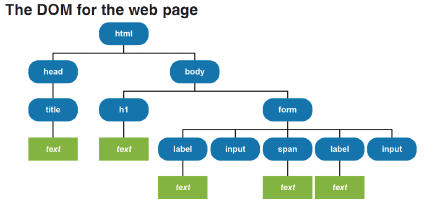 The DOM for the web page
html
head body
title h1 form
text text label input span label input
text text text